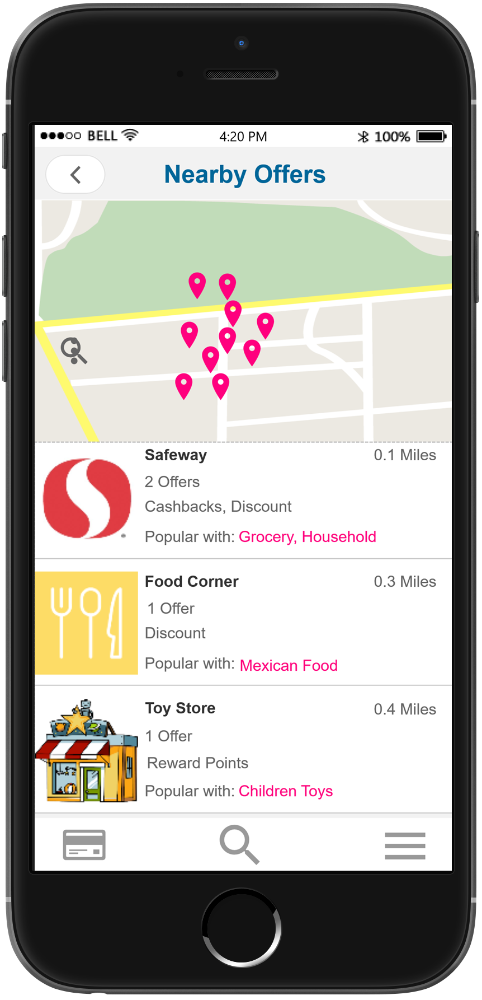 BELL
4:20 PM
100%
Nearby Offers
Safeway
0.1 Miles
2 Offers
Cashbacks, Discount
Popular with: Grocery, Household
Food Corner
0.3 Miles
1 Offer
Discount
Popular with: Mexican Food
Toy Store
0.4 Miles
1 Offer
Reward Points
Popular with: Children Toys